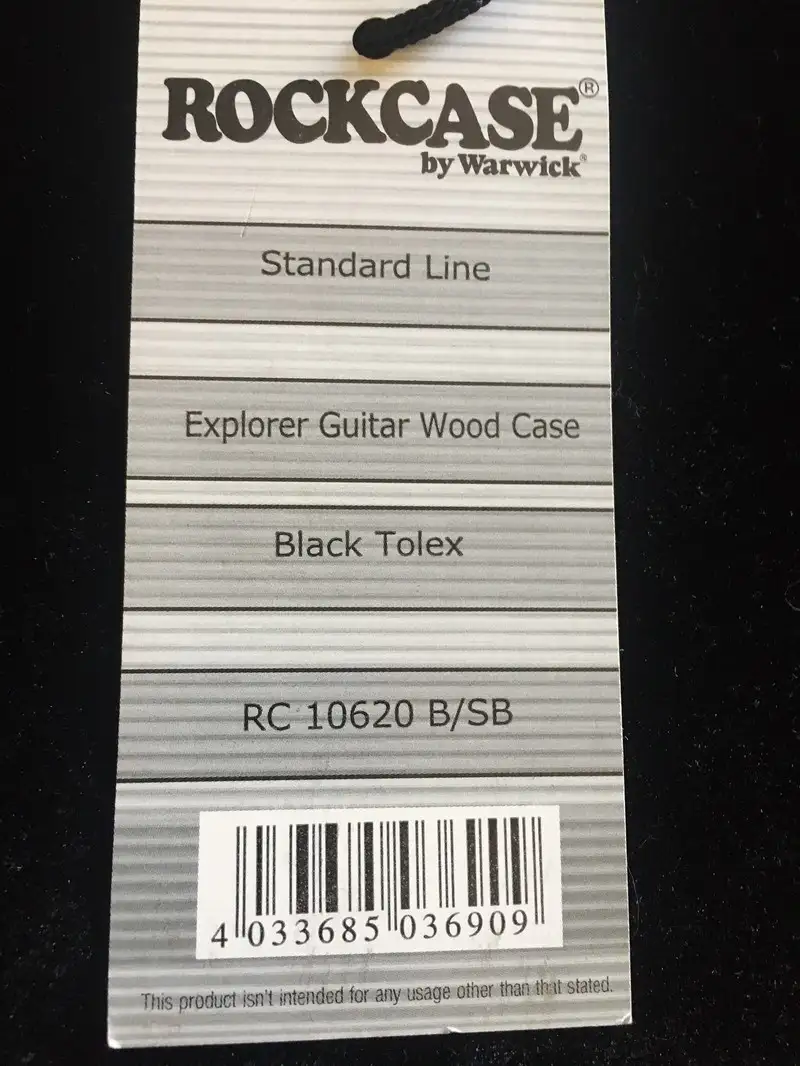 ROCKCASE®
by Warwick®
Standard Line
Explorer Guitar Wood Case
Black Tolex
RC 10620 B/SB
4 033685 036909
This product isn't intended for any usage other than that stated.